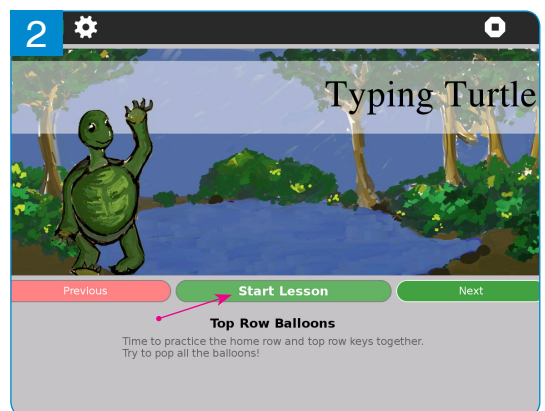 2
Typing Turtle
Previous
Start Lesson
Next
Top Row Balloons
Time to practice the home row and top row keys together.
Try to pop all the balloons!